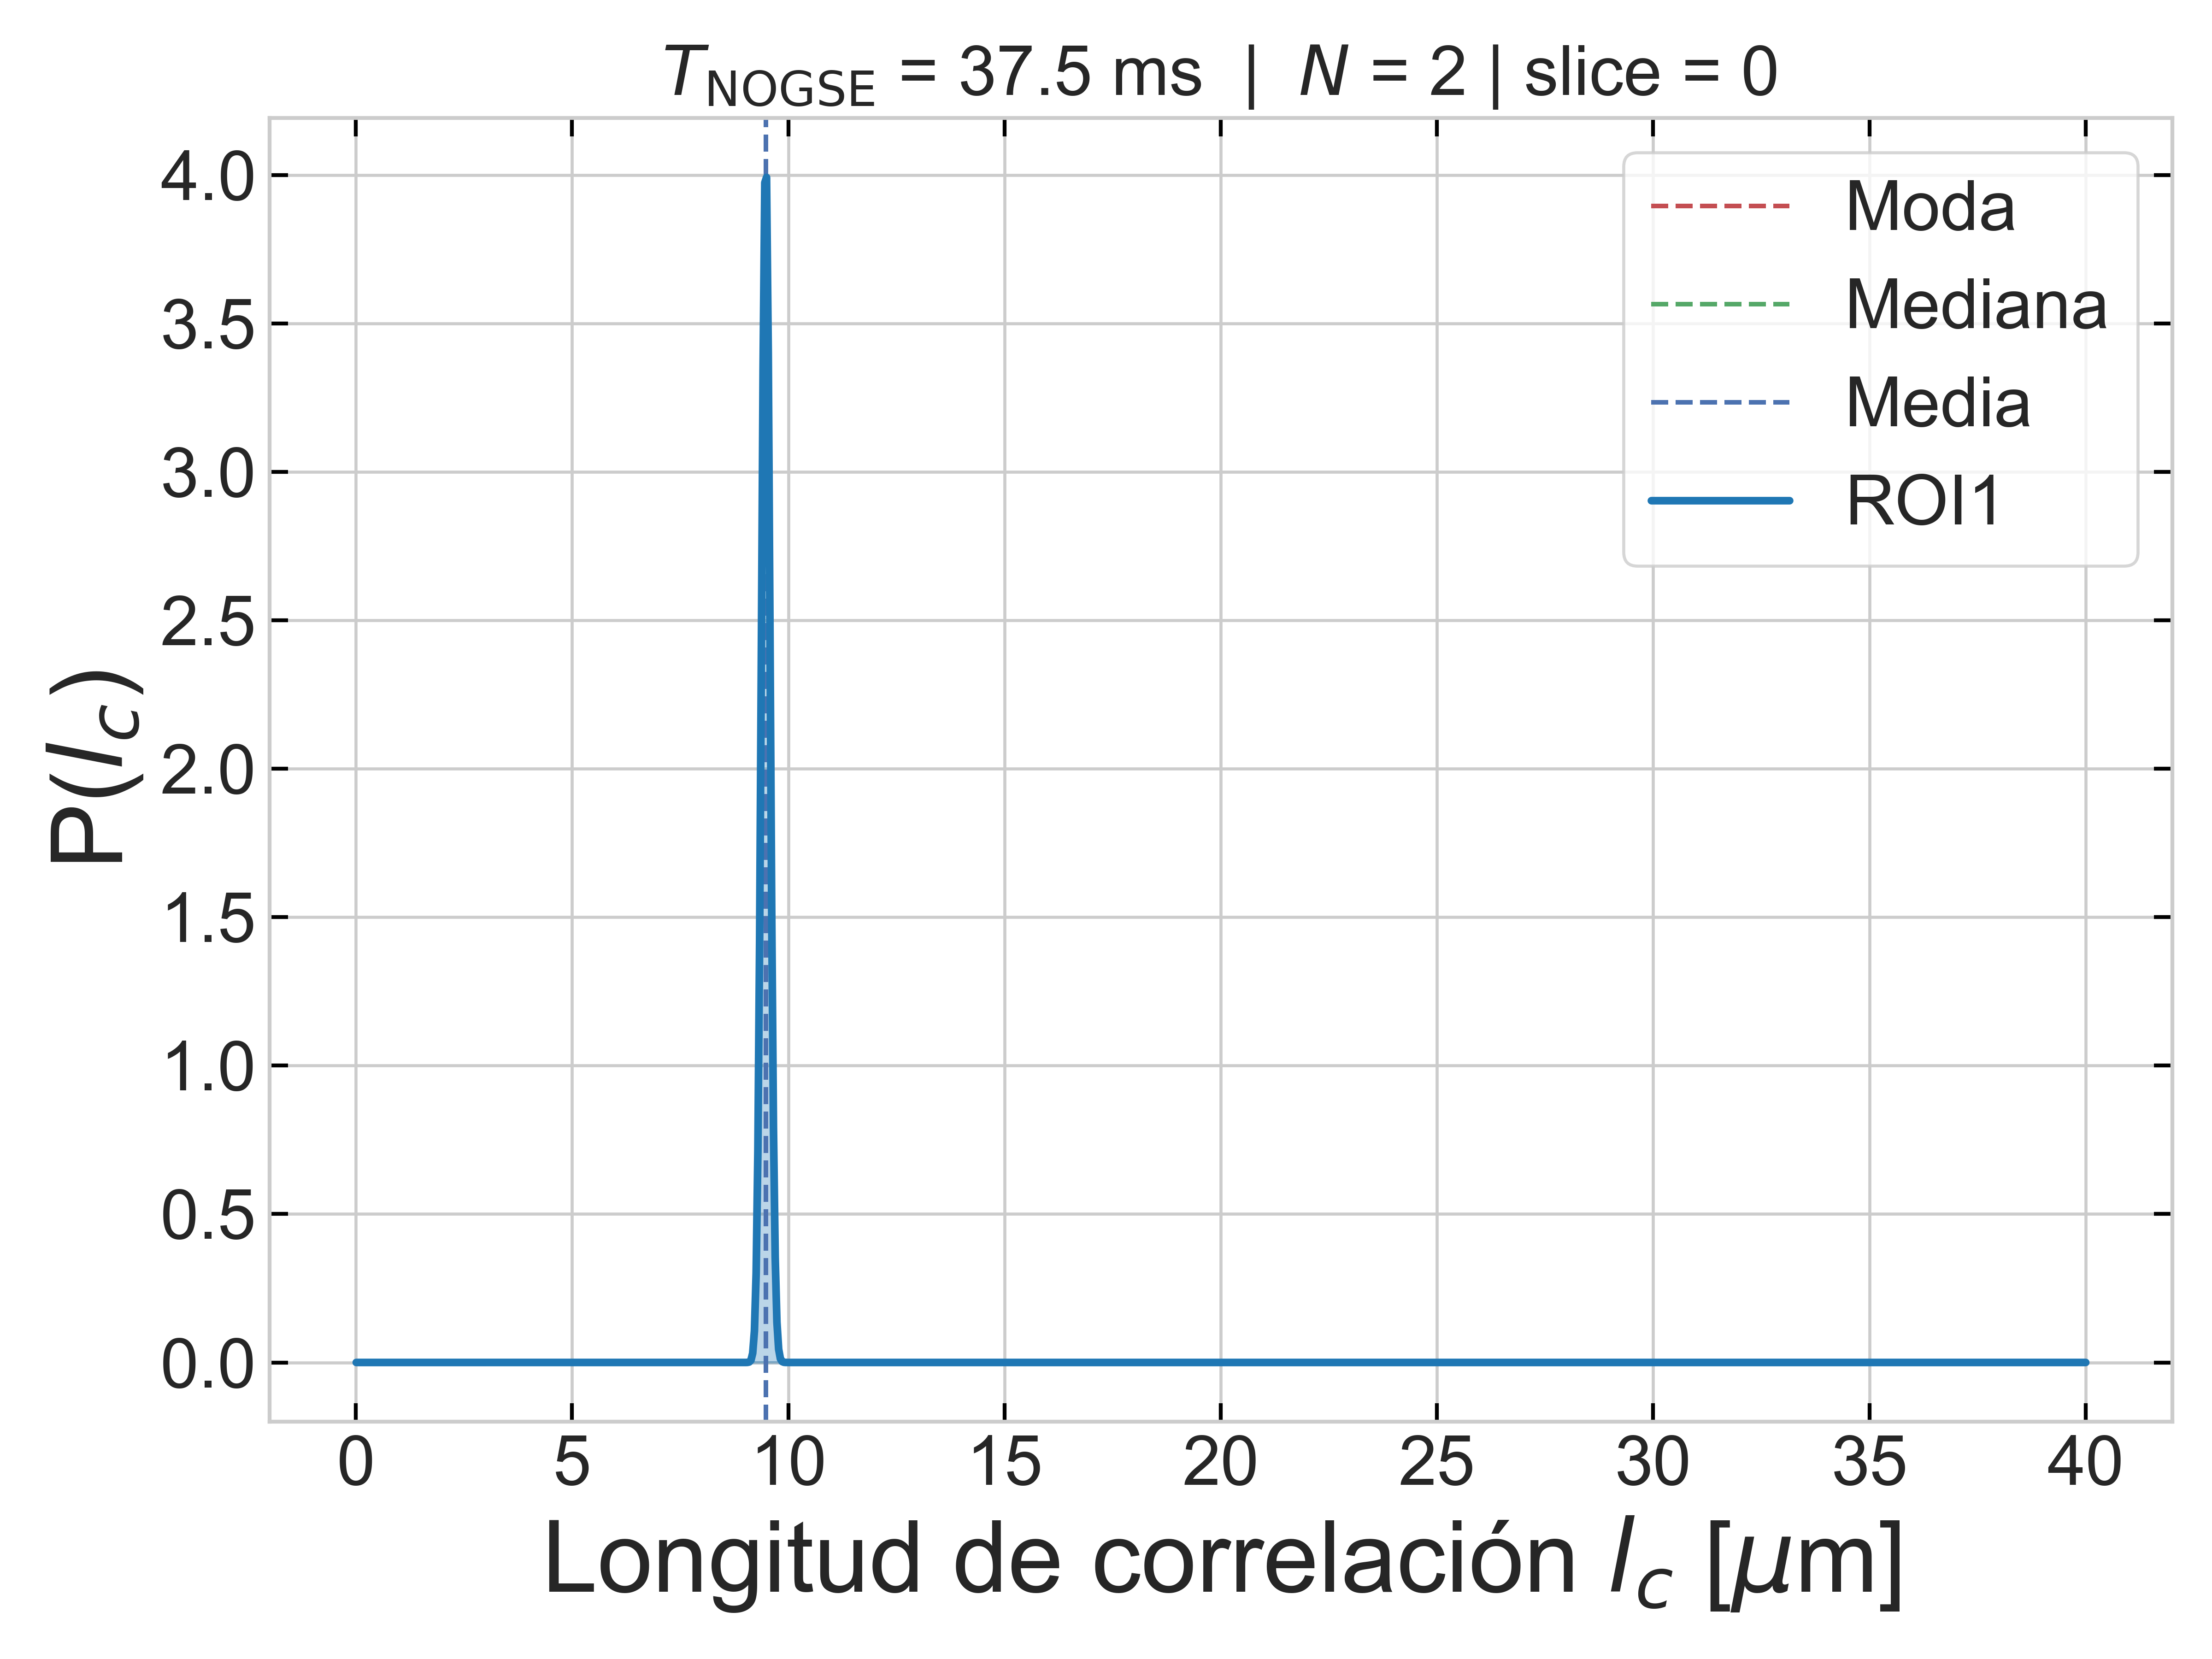 T_NOGSE = 37.5 ms | N = 2 | slice = 0
4.0
3.5
3.0
2.5
2.0
1.5
1.0
0.5
0.0
P(l_c)
Moda
Mediana
Media
ROI1
0 5 10 15 20 25 30 35 40
Longitud de correlación l_c [μm]